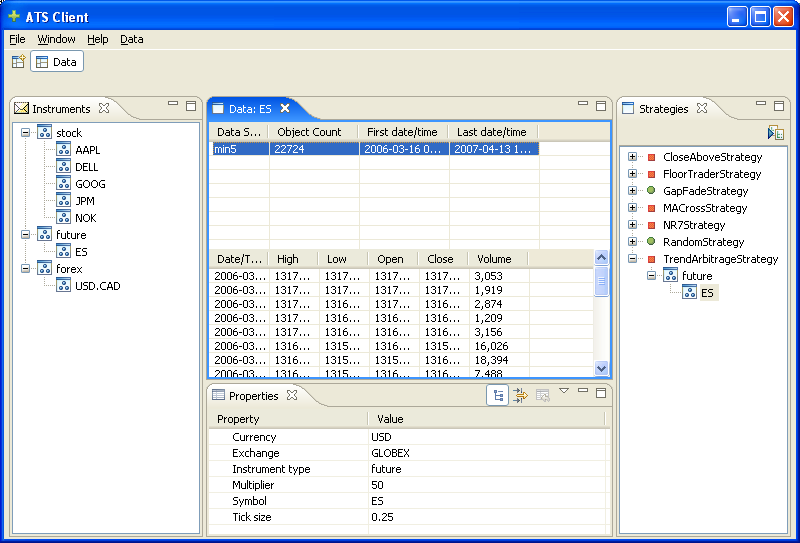 ATS Client
File Window Help Data
Data
Instruments
stock
AAPL
DELL
GOOG
JPM
NOK
future
ES
forex
USD.CAD
Data: ES
Data S... Object Count First date/time Last date/time
min5 22724 2006-03-16 0... 2007-04-13 1...
Date/T... High Low Open Close Volume
2006-03... 1317... 1317... 1317... 1317... 3,053
2006-03... 1317... 1317... 1317... 1317... 1,919
2006-03... 1317... 1316... 1317... 1316... 2,874
2006-03... 1317... 1316... 1316... 1316... 1,209
2006-03... 1317... 1316... 1316... 1316... 3,156
2006-03... 1316... 1315... 1316... 1315... 16,026
2006-03... 1316... 1315... 1315... 1316... 18,394
2006-03... 1316... 1315... 1316... 1316... 7,488
Properties
Property Value
Currency USD
Exchange GLOBEX
Instrument type future
Multiplier 50
Symbol ES
Tick size 0.25
Strategies
CloseAboveStrategy
FloorTraderStrategy
GapFadeStrategy
MACrossStrategy
NR7Strategy
RandomStrategy
TrendArbitrageStrategy
future
ES